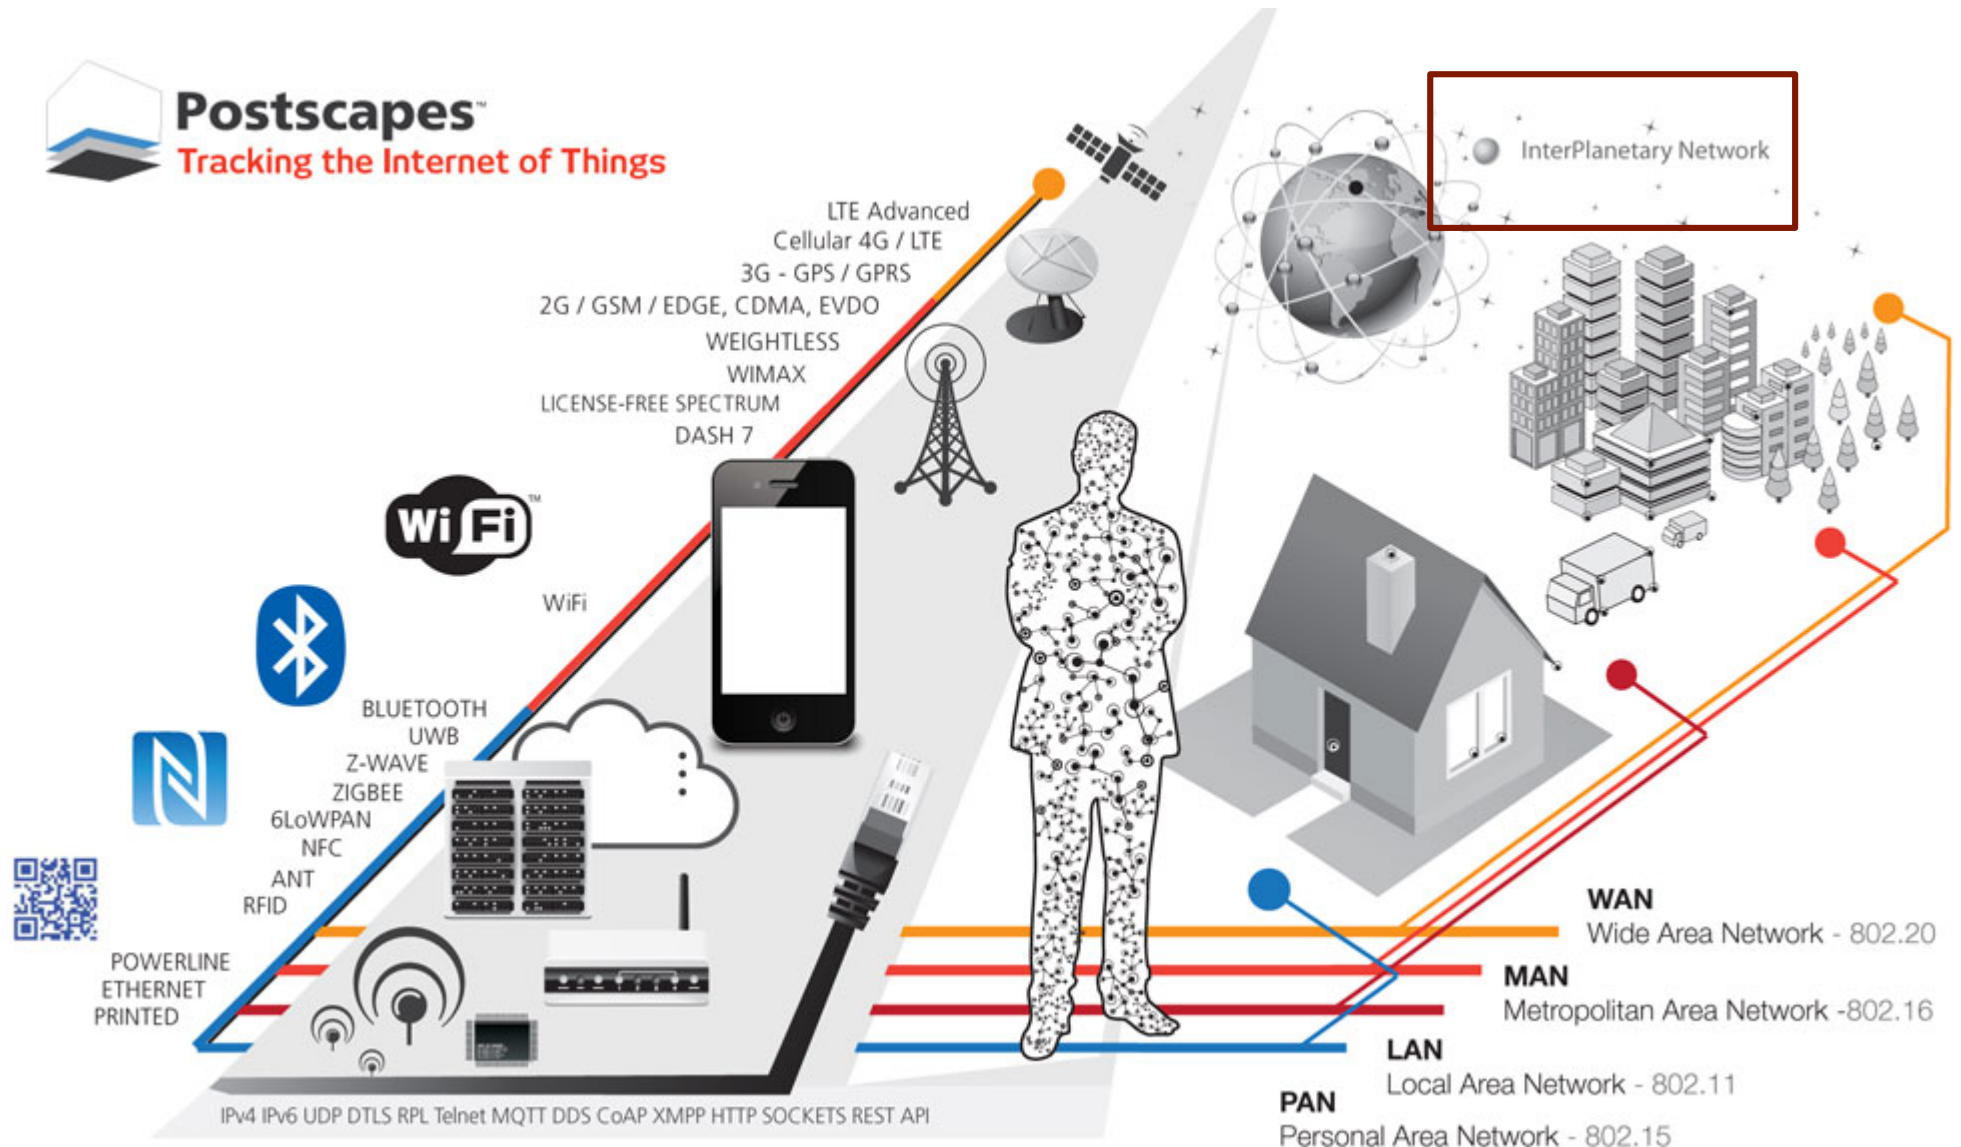 Postscapes™
Tracking the Internet of Things
InterPlanetary Network
LTE Advanced
Cellular 4G / LTE
3G - GPS / GPRS
2G / GSM / EDGE, CDMA, EVDO
WEIGHTLESS
WIMAX
LICENSE-FREE SPECTRUM
DASH 7
WiFi™
WiFi
BLUETOOTH
UWB
Z-WAVE
ZIGBEE
6LoWPAN
NFC
ANT
RFID
POWERLINE
ETHERNET
PRINTED
IPv4 IPv6 UDP DTLS RPL Telnet MQTT DDS CoAP XMPP HTTP SOCKETS REST API
WAN
Wide Area Network - 802.20
MAN
Metropolitan Area Network -802.16
LAN
Local Area Network - 802.11
PAN
Personal Area Network - 802.15